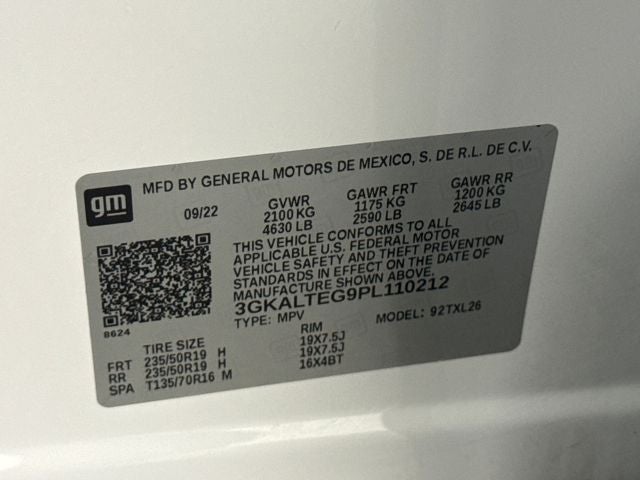 gm
MFD BY GENERAL MOTORS DE MEXICO, S. DE R.L. DE C.V.
09/22 GVWR GAWR FRT GAWR RR
2100 KG 1175 KG 1200 KG
4630 LB 2590 LB 2645 LB
THIS VEHICLE CONFORMS TO ALL
APPLICABLE U.S. FEDERAL MOTOR
VEHICLE SAFETY AND THEFT PREVENTION
STANDARDS IN EFFECT ON THE DATE OF
MANUFACTURE SHOWN ABOVE.
3GKALTEG9PL110212
TYPE: MPV MODEL: 92TXL26
8624
TIRE SIZE RIM
FRT 235/50R19 H 19X7.5J
RR 235/50R19 H 19X7.5J
SPA T135/70R16 M 16X4BT